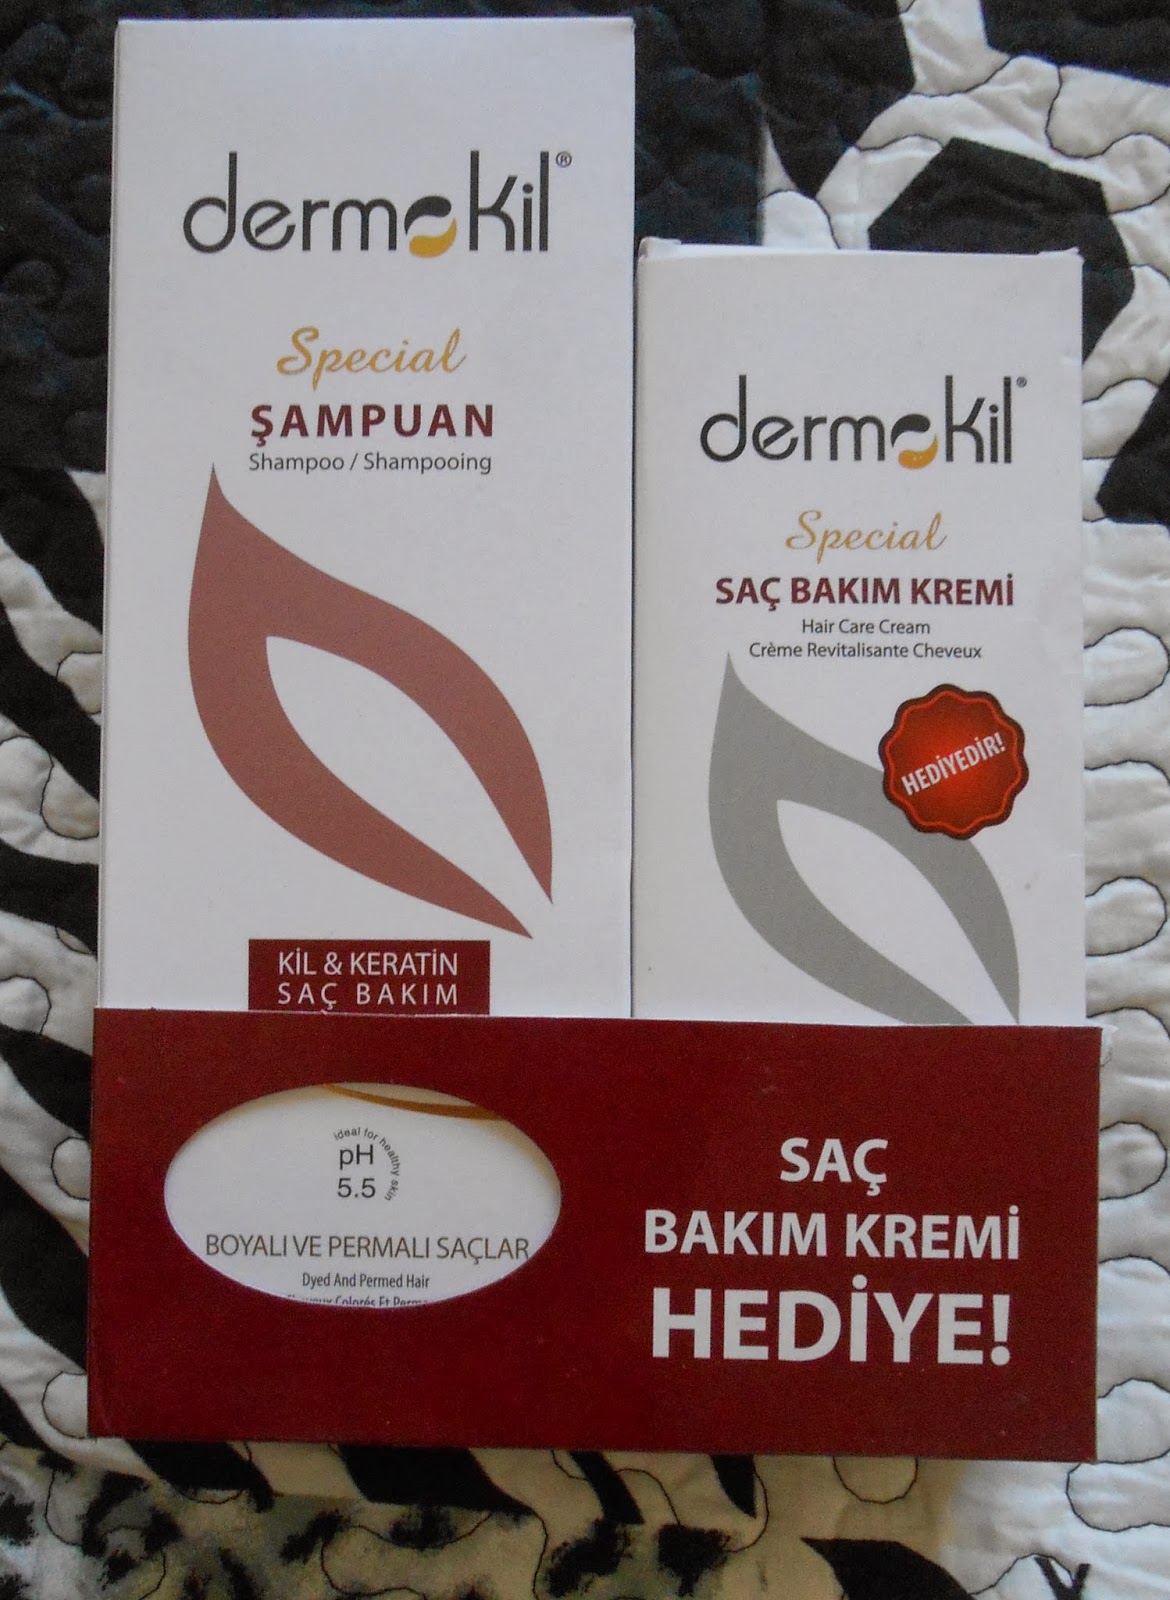 dermokil®
Special
ŞAMPUAN
Shampoo / Shampooing
KİL & KERATİN
SAÇ BAKIM
dermokil®
Special
SAÇ BAKIM KREMİ
Hair Care Cream
Crème Revitalisante Cheveux
HEDİYEDİR!
ideal for healthy skin
pH
5.5
BOYALI VE PERMALI SAÇLAR
Dyed And Permed Hair
Colorés Et
SAÇ
BAKIM KREMİ
HEDİYE!